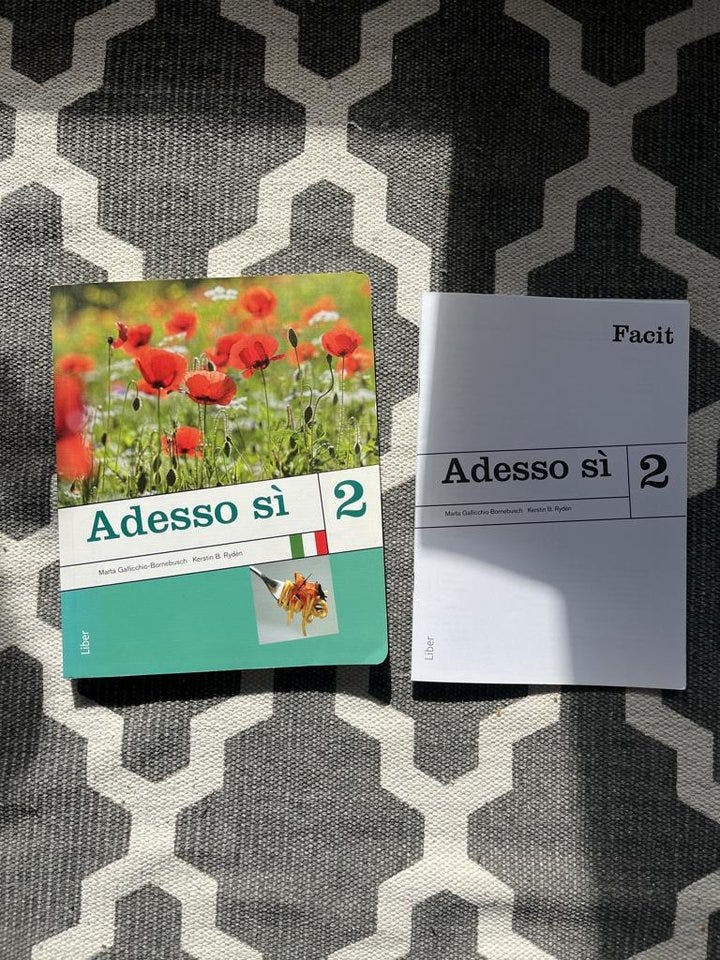 Adesso sì 2
Marta Gallicchio-Bornebusch Kerstin B. Rydén
Liber
Facit
Adesso sì 2
Marta Gallicchio Bornebusch Kerstin B. Rydén
Liber